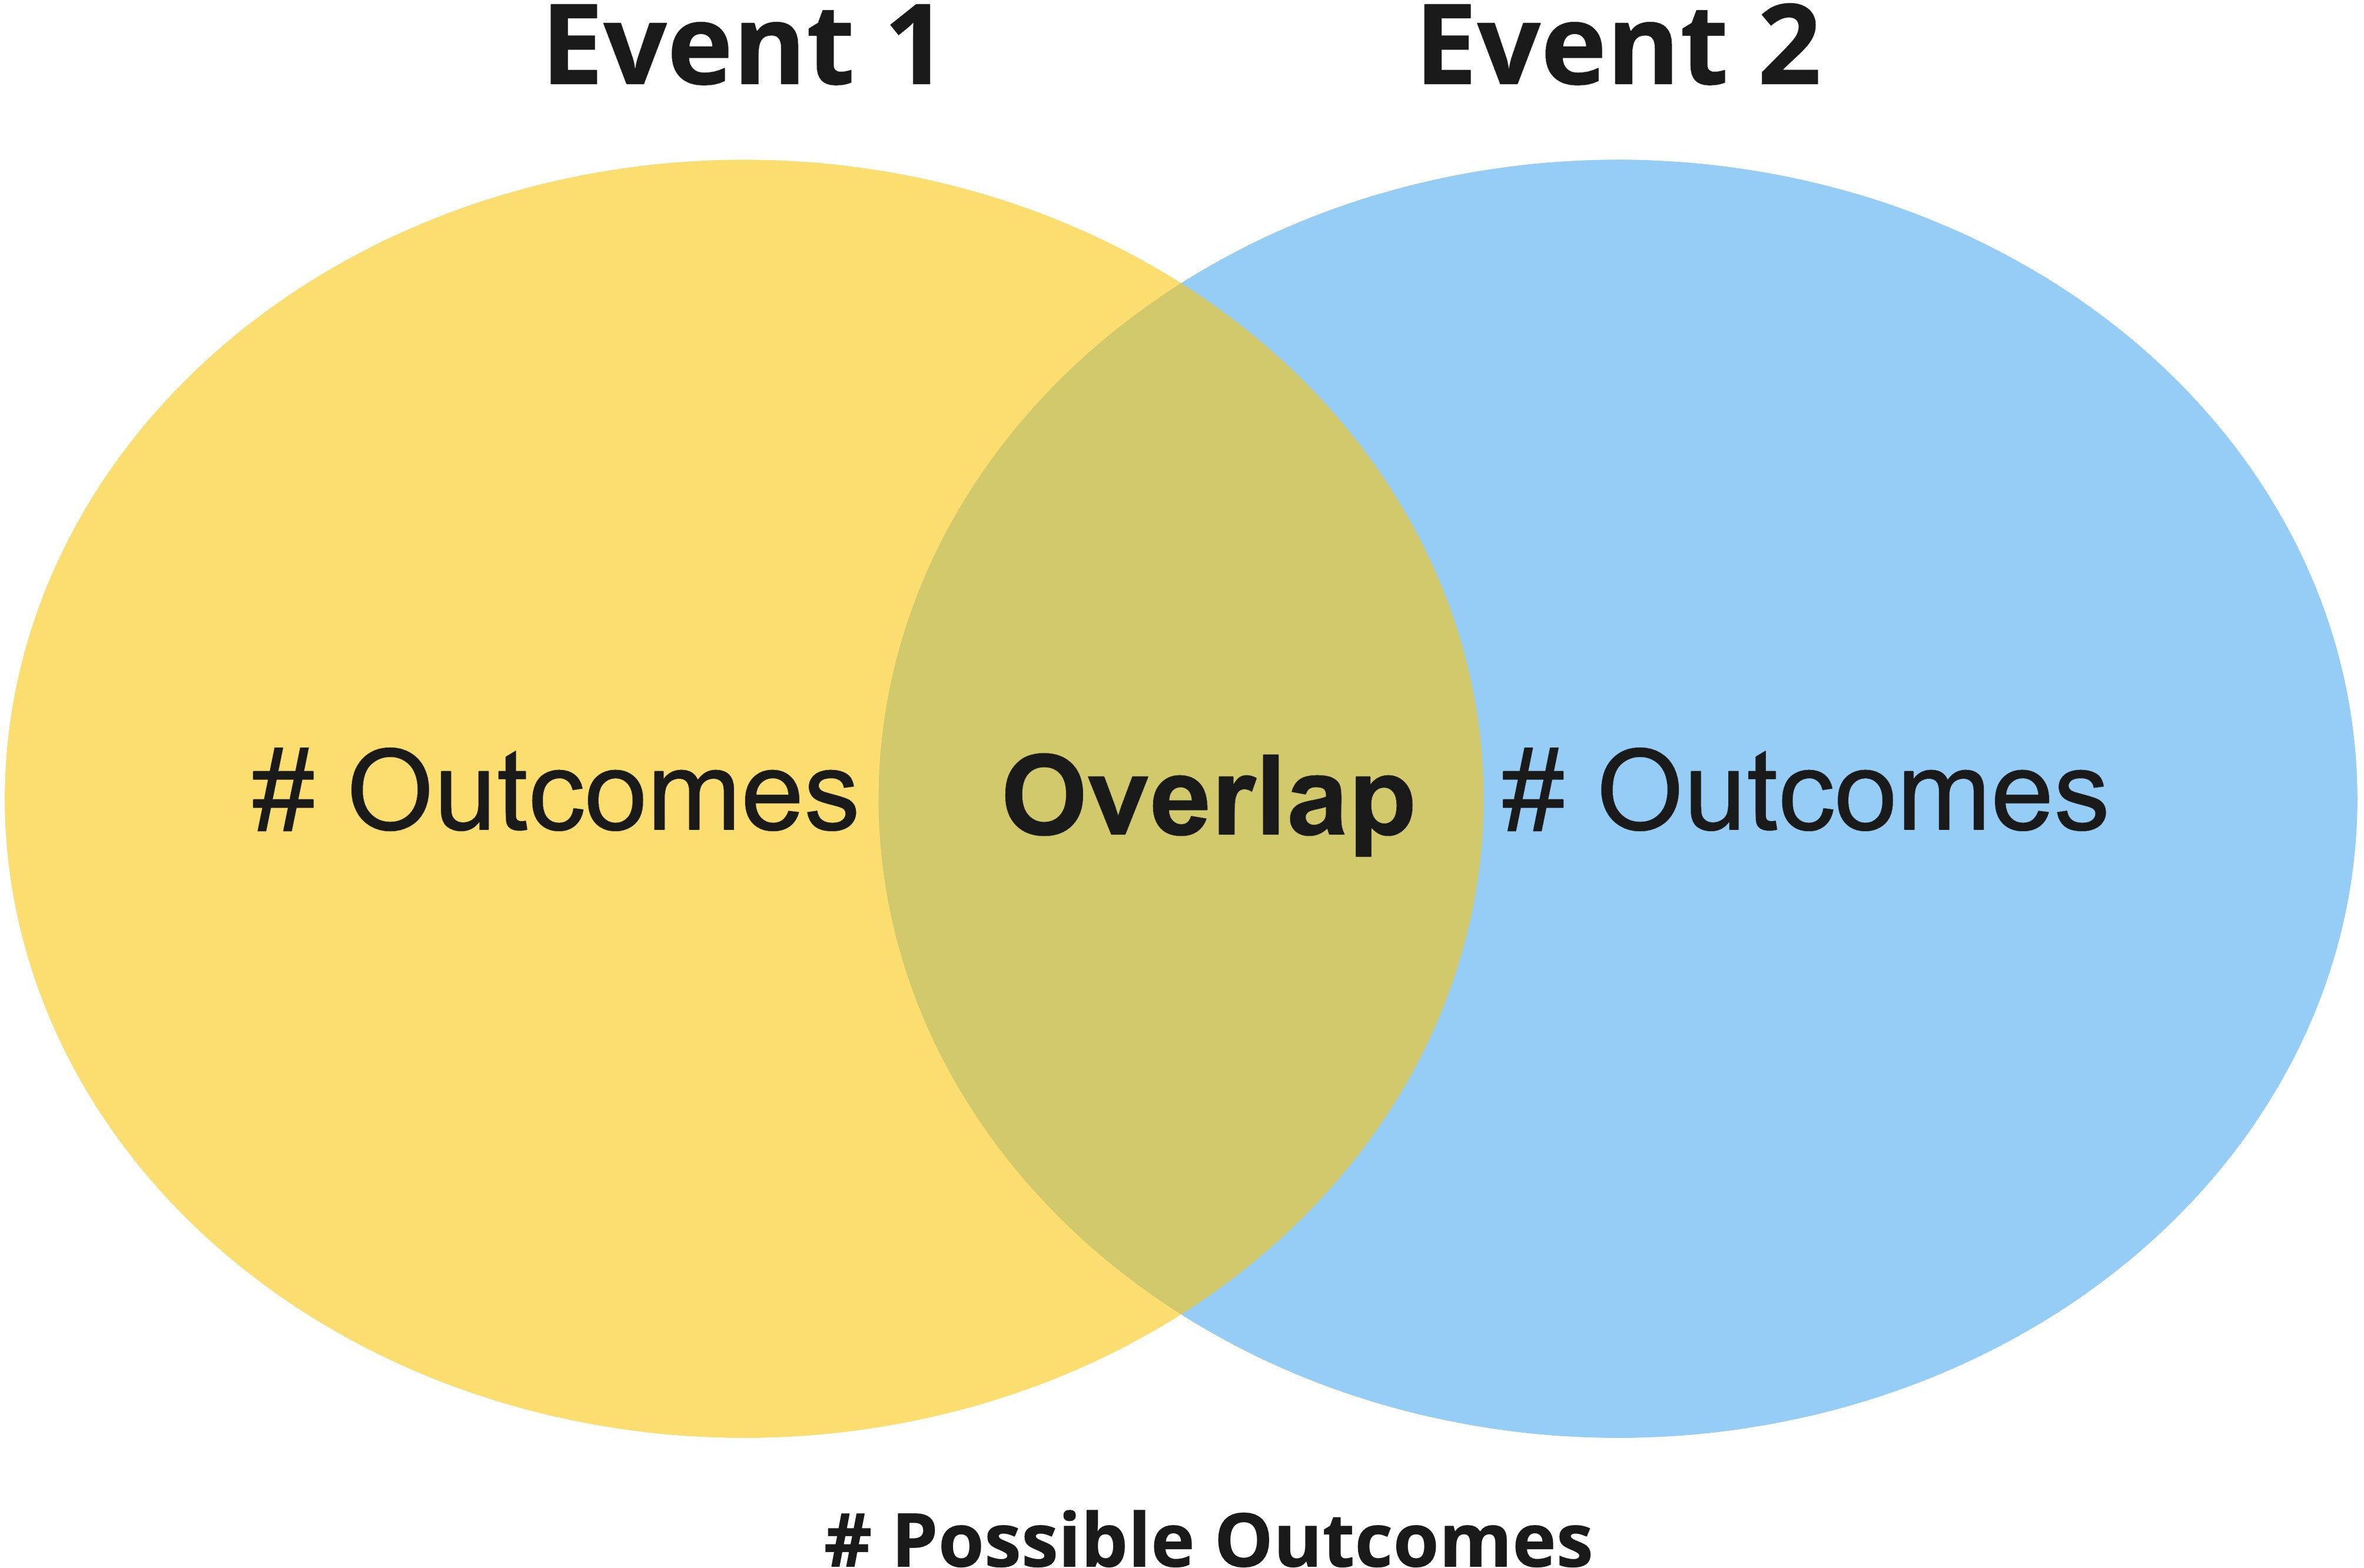 Event 1
Event 2
# Outcomes
Overlap
# Outcomes
# Possible Outcomes